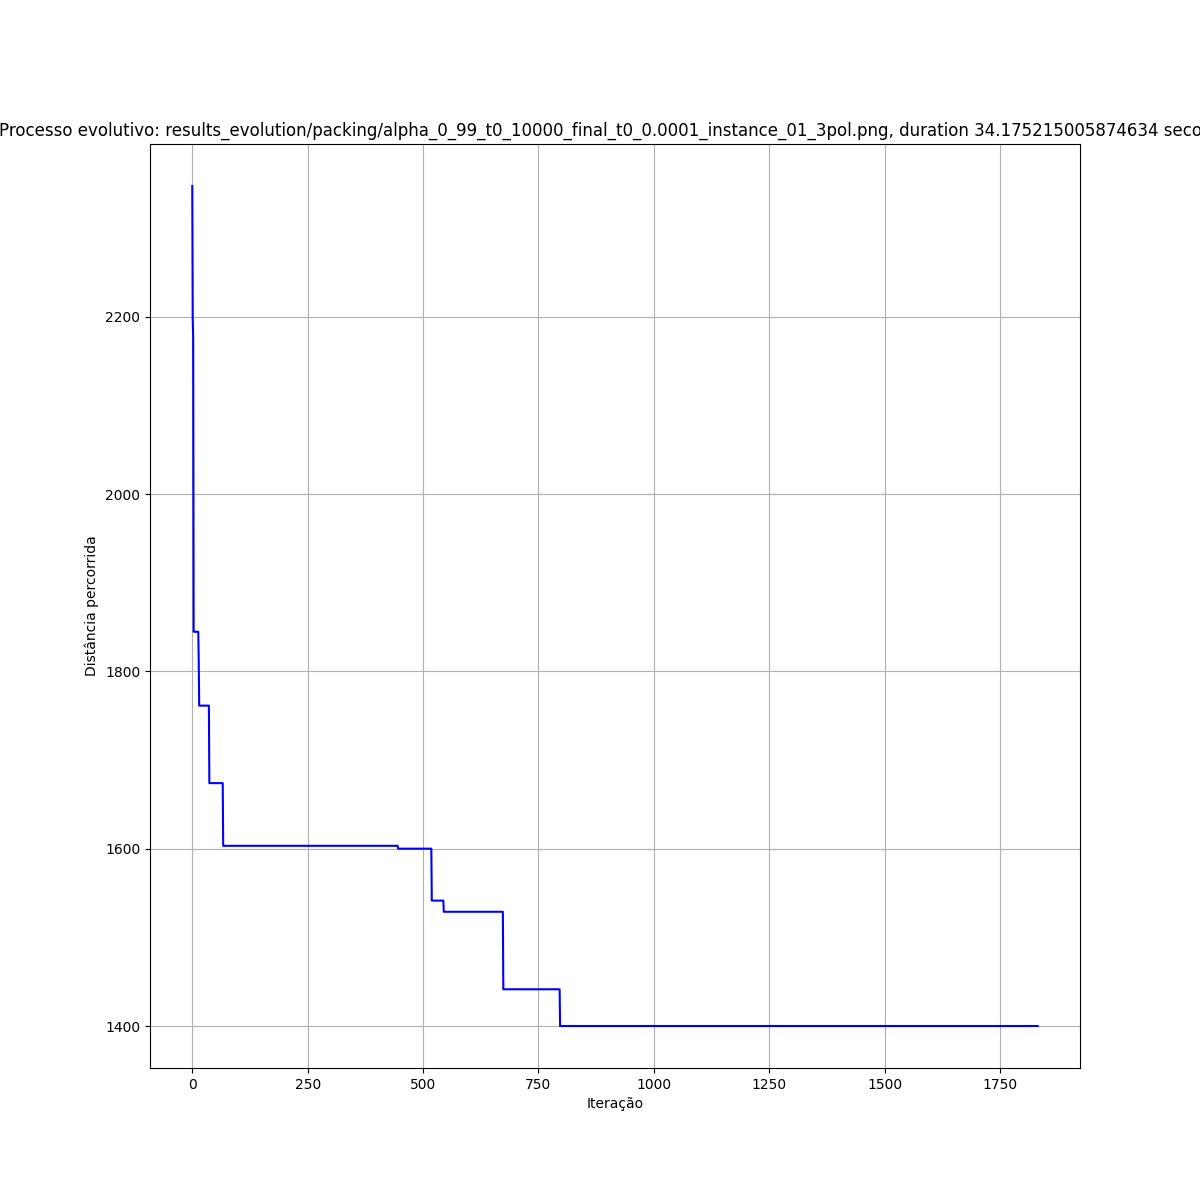 Processo evolutivo: results_evolution/packing/alpha_0_99_t0_10000_final_t0_0.0001_instance_01_3pol.png, duration 34.175215005874634 seco
2200
2000
1800
1600
1400
Distância percorrida
0 250 500 750 1000 1250 1500 1750
Iteração